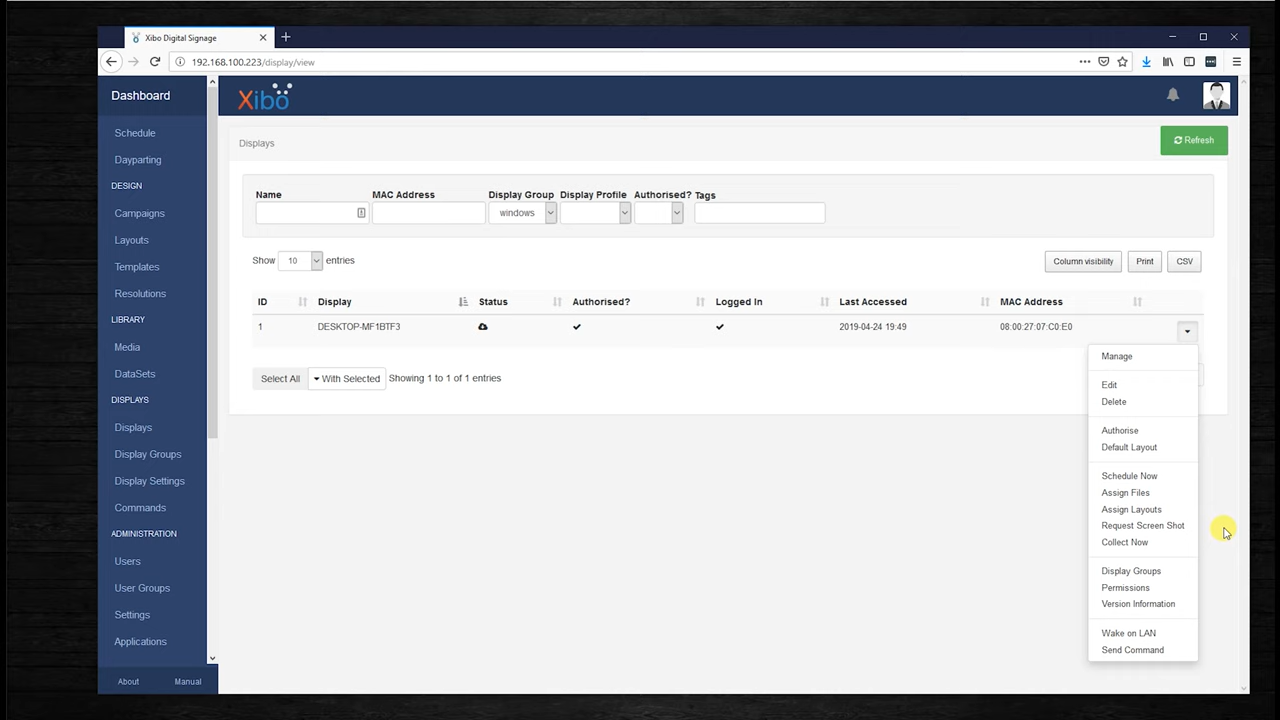 Xibo Digital Signage
192.168.100.223/display/view
Dashboard
Schedule
Dayparting
DESIGN
Campaigns
Layouts
Templates
Resolutions
LIBRARY
Media
DataSets
DISPLAYS
Displays
Display Groups
Display Settings
Commands
ADMINISTRATION
Users
User Groups
Settings
Applications
About Manual
Xibo
Displays
Refresh
Name MAC Address Display Group Display Profile Authorised? Tags
windows
Show 10 entries
Column visibility Print CSV
ID Display Status Authorised? Logged In Last Accessed MAC Address
1 DESKTOP-MF1BTF3 2019-04-24 19:49 08:00:27:07:C0:E0
Select All With Selected Showing 1 to 1 of 1 entries
Manage
Edit
Delete
Authorise
Default Layout
Schedule Now
Assign Files
Assign Layouts
Request Screen Shot
Collect Now
Display Groups
Permissions
Version Information
Wake on LAN
Send Command